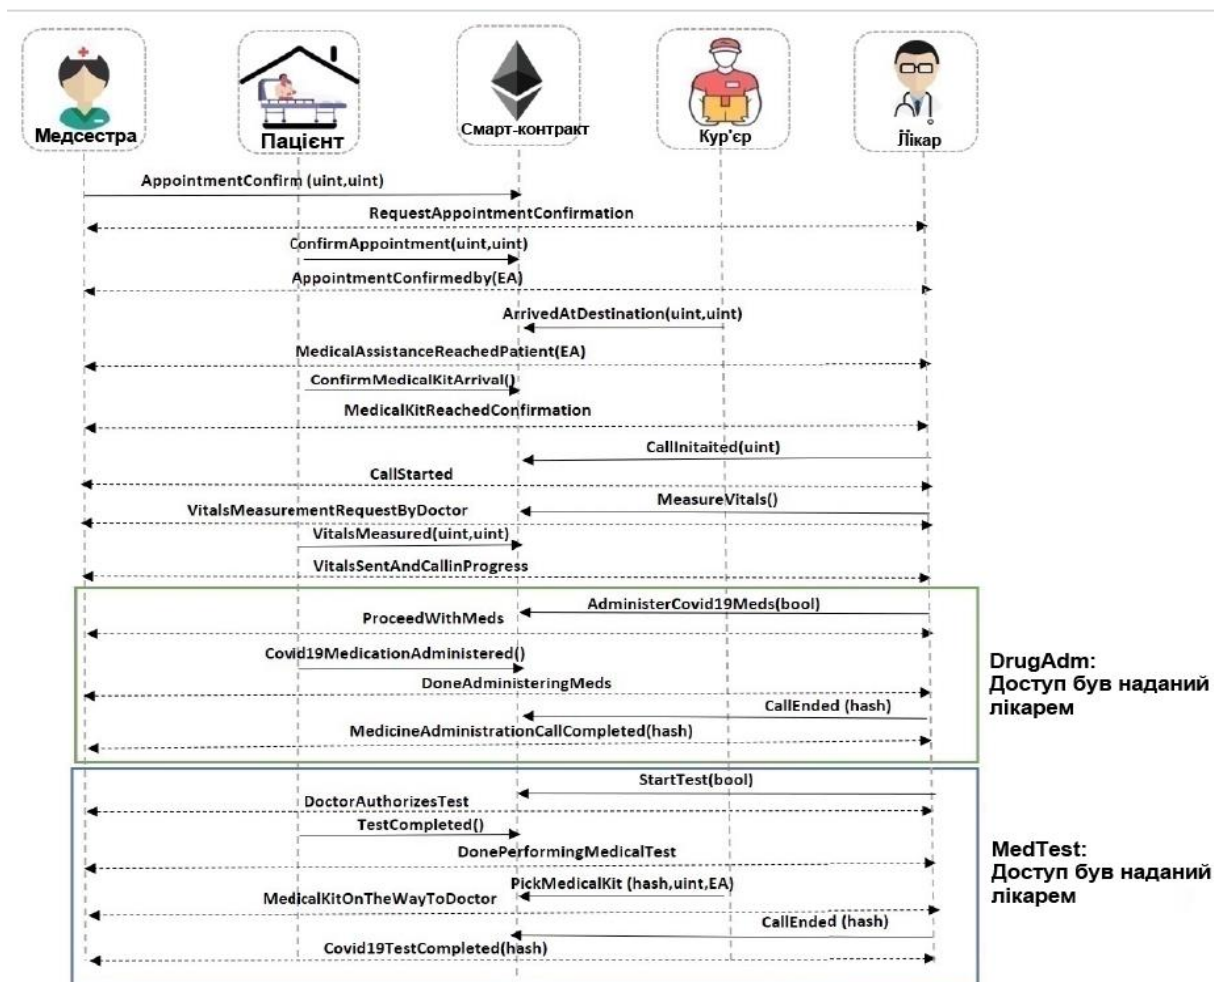 Медсестра
Пацієнт
Смарт-контракт
Кур'єр
Лікар
AppointmentConfirm (uint,uint)
RequestAppointmentConfirmation
ConfirmAppointment(uint,uint)
AppointmentConfirmedby(EA)
ArrivedAtDestination(uint,uint)
MedicalAssistanceReachedPatient(EA)
ConfirmMedicalKitArrival()
MedicalKitReachedConfirmation
CallInitaited(uint)
CallStarted
MeasureVitals()
VitalsMeasurementRequestByDoctor
VitalsMeasured(uint,uint)
VitalsSentAndCallinProgress
AdministerCovid19Meds(bool)
ProceedWithMeds
Covid19MedicationAdministered()
DoneAdministeringMeds
CallEnded (hash)
MedicineAdministrationCallCompleted(hash)
DrugAdm:
Доступ був наданий
лікарем
StartTest(bool)
DoctorAuthorizesTest
TestCompleted()
DonePerformingMedicalTest
PickMedicalKit (hash,uint,EA)
MedicalKitOnTheWayToDoctor
CallEnded (hash)
Covid19TestCompleted(hash)
MedTest:
Доступ був наданий
лікарем